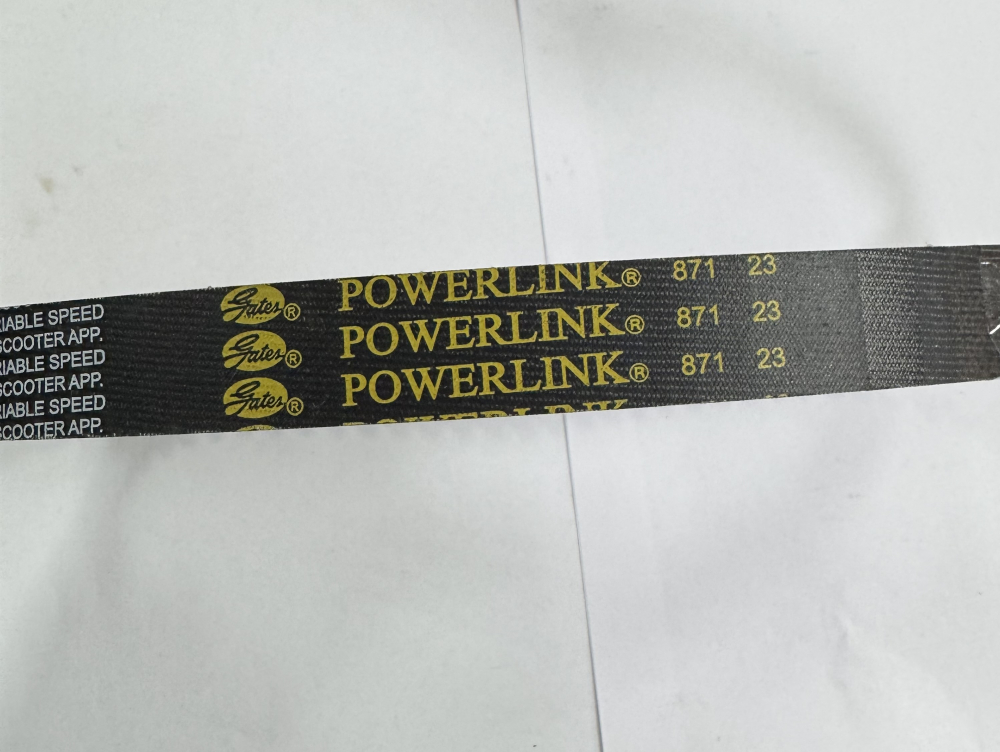 POWERLINK® 871 23
Gates®
RIABLE SPEED
SCOOTER APP.
POWERLINK® 871 23
Gates®
RIABLE SPEED
SCOOTER APP.
POWERLINK® 871 23
Gates®
RIABLE SPEED
SCOOTER APP.
POWERLINK